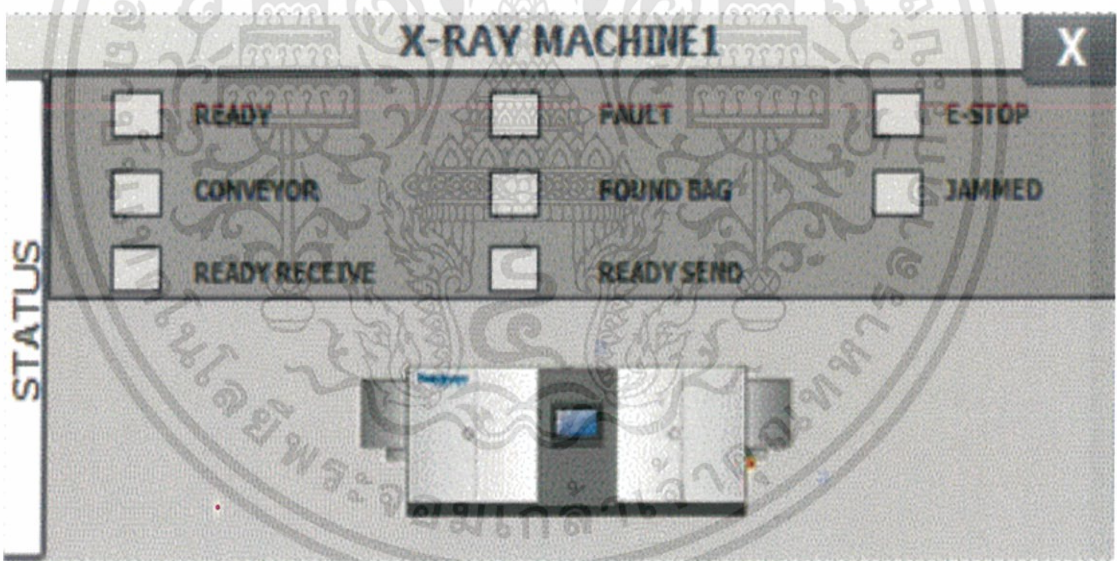 X-RAY MACHINE1
X
READY FAULT E-STOP
CONVEYOR FOUND BAG JAMMED
READY RECEIVE READY SEND
STATUS